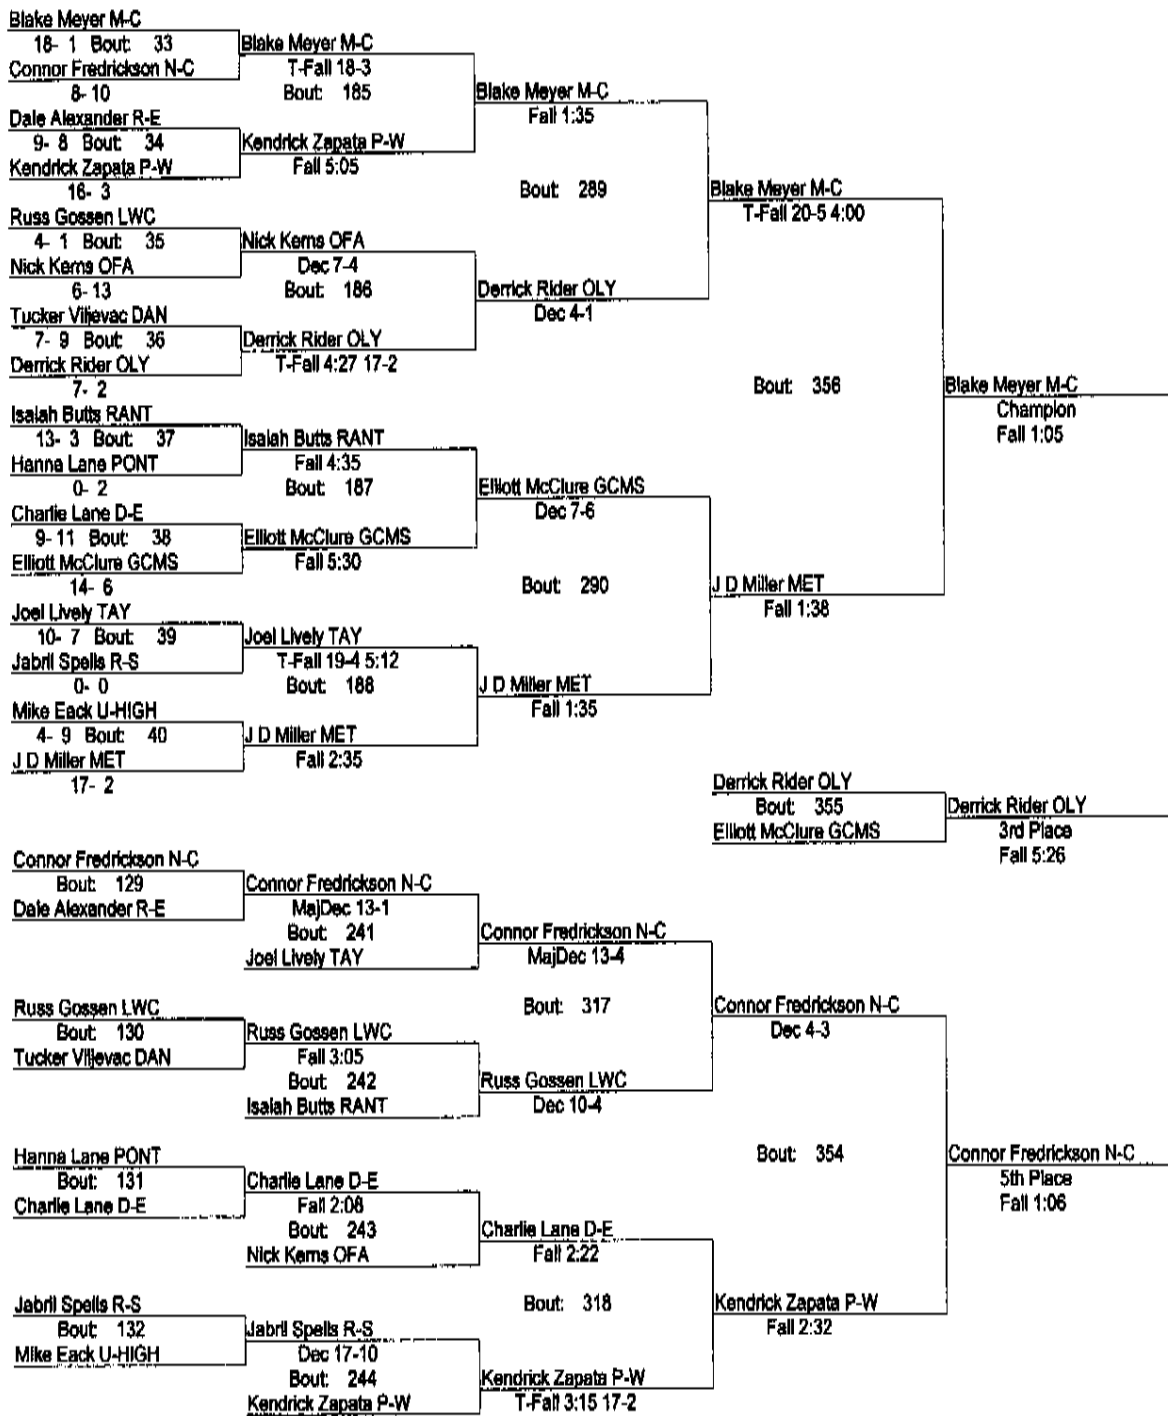 Blake Meyer M-C
18- 1 Bout: 33
Connor Fredrickson N-C
8- 10
Dale Alexander R-E
9- 8 Bout: 34
Kendrick Zapata P-W
16- 3
Russ Gossen LWC
4- 1 Bout: 35
Nick Kerns OFA
6- 13
Tucker Viljevac DAN
7- 9 Bout: 36
Derrick Rider OLY
7- 2
Isaiah Butts RANT
13- 3 Bout: 37
Hanna Lane PONT
0- 2
Charlie Lane D-E
9- 11 Bout: 38
Elliott McClure GCMS
14- 6
Joel Lively TAY
10- 7 Bout: 39
Jabril Spells R-S
0- 0
Mike Eack U-HIGH
4- 9 Bout: 40
J D Miller MET
17- 2
Blake Meyer M-C
T-Fall 18-3
Bout: 185
Kendrick Zapata P-W
Fall 5:05
Nick Kerns OFA
Dec 7-4
Bout: 186
Derrick Rider OLY
T-Fall 4:27 17-2
Isaiah Butts RANT
Fall 4:35
Bout: 187
Elliott McClure GCMS
Fall 5:30
Joel Lively TAY
T-Fall 19-4 5:12
Bout: 188
J D Miller MET
Fall 2:35
Blake Meyer M-C
Fall 1:35
Bout: 289
Derrick Rider OLY
Dec 4-1
Elliott McClure GCMS
Dec 7-6
Bout: 290
J D Miller MET
Fall 1:35
Blake Meyer M-C
T-Fall 20-5 4:00
Bout: 356
J D Miller MET
Fall 1:38
Blake Meyer M-C
Champion
Fall 1:05
Derrick Rider OLY
Bout: 355
Elliott McClure GCMS
Derrick Rider OLY
3rd Place
Fall 5:26
Connor Fredrickson N-C
Bout: 129
Dale Alexander R-E
Russ Gossen LWC
Bout: 130
Tucker Viljevac DAN
Hanna Lane PONT
Bout: 131
Charlie Lane D-E
Jabril Spells R-S
Bout: 132
Mike Eack U-HIGH
Connor Fredrickson N-C
MajDec 13-1
Bout: 241
Joel Lively TAY
Russ Gossen LWC
Fall 3:05
Bout: 242
Isaiah Butts RANT
Charlie Lane D-E
Fall 2:08
Bout: 243
Nick Kerns OFA
Jabril Spells R-S
Dec 17-10
Bout: 244
Kendrick Zapata P-W
Connor Fredrickson N-C
MajDec 13-4
Bout: 317
Russ Gossen LWC
Dec 10-4
Charlie Lane D-E
Fall 2:22
Bout: 318
Kendrick Zapata P-W
T-Fall 3:15 17-2
Connor Fredrickson N-C
Dec 4-3
Bout: 354
Kendrick Zapata P-W
Fall 2:32
Connor Fredrickson N-C
5th Place
Fall 1:06